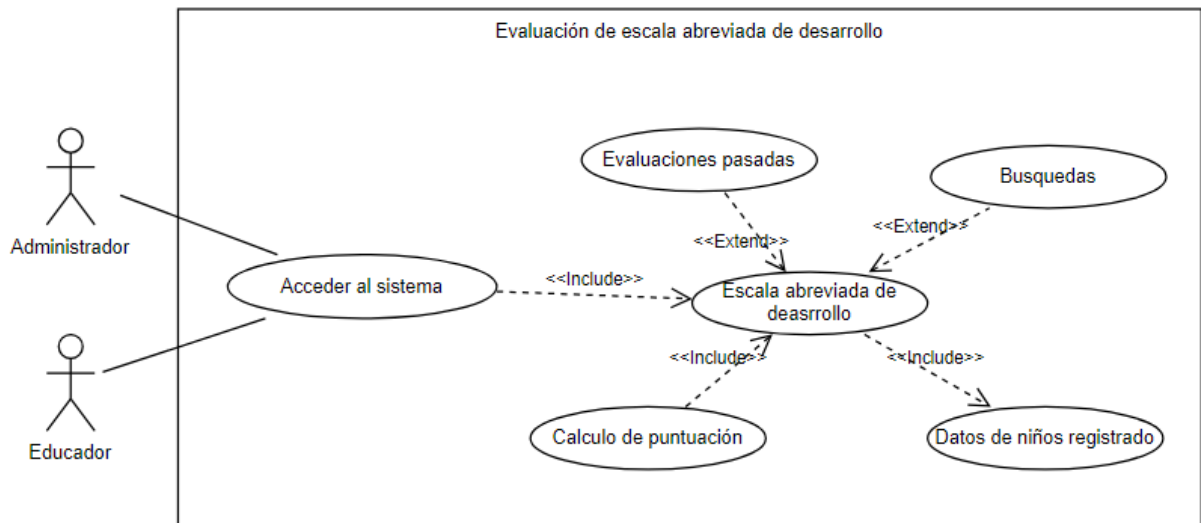 Evaluación de escala abreviada de desarrollo
Evaluaciones pasadas
Busquedas
<<Extend>>
<<Extend>>
Administrador
Acceder al sistema
<<Include>>
Escala abreviada de
deasrrollo
<<Include>>
<<Include>>
Educador
Calculo de puntuación
Datos de niños registrado